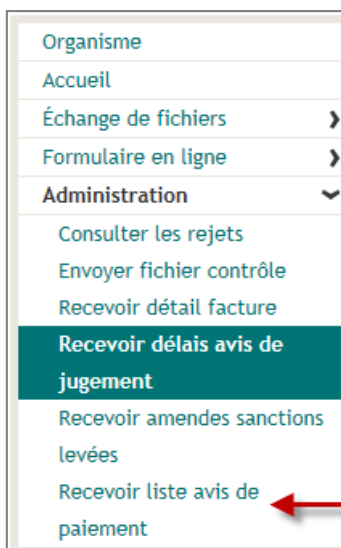 Organisme
Accueil
Échange de fichiers
Formulaire en ligne
Administration
Consulter les rejets
Envoyer fichier contrôle
Recevoir détail facture
Recevoir délais avis de
jugement
Recevoir amendes sanctions
levées
Recevoir liste avis de
paiement